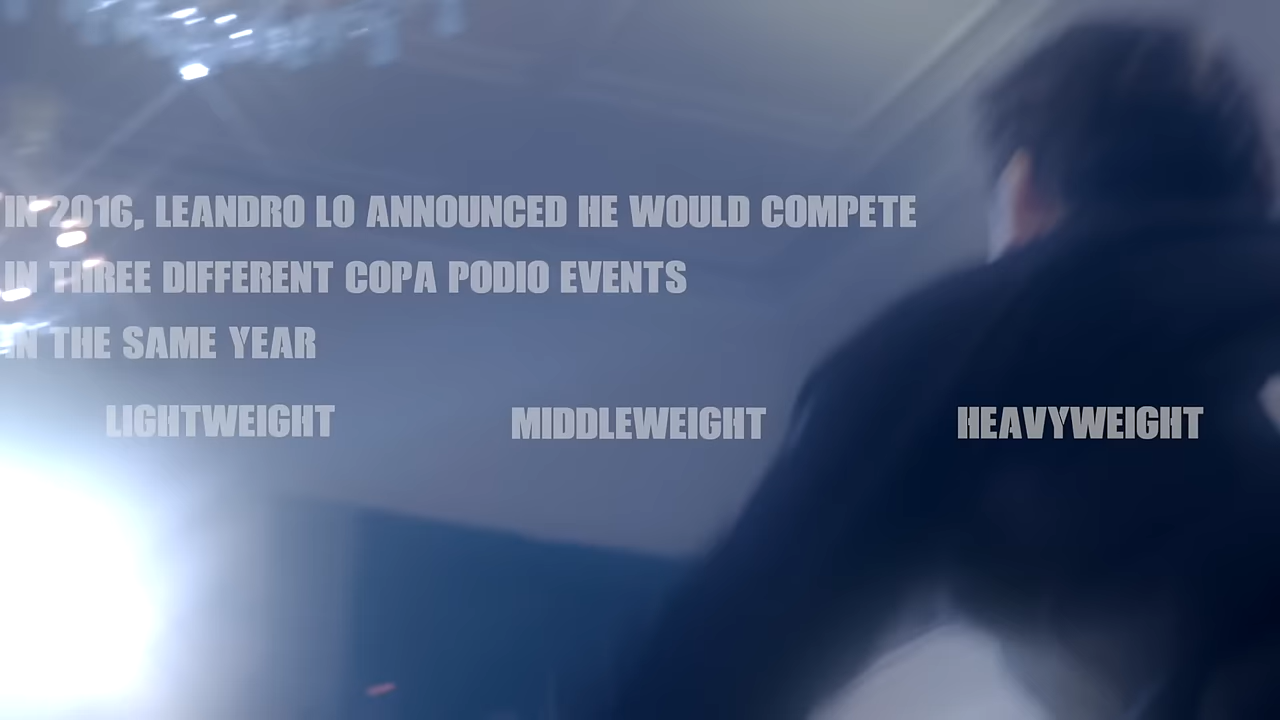 IN 2016, LEANDRO LO ANNOUNCED HE WOULD COMPETE
IN THREE DIFFERENT COPA PODIO EVENTS
IN THE SAME YEAR
LIGHTWEIGHT MIDDLEWEIGHT HEAVYWEIGHT